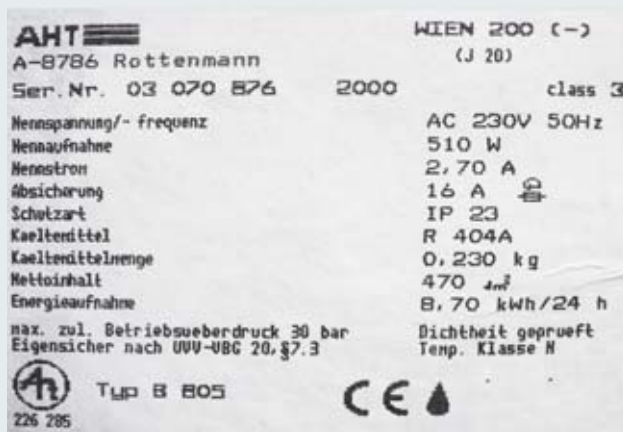 AHT WIEN 200 (-)
A-8786 Rottenmann (J 20)
Ser.Nr. 03 070 876 2000 class 3
Nennspannung/- frequenz AC 230V 50Hz
Nennaufnahme 510 W
Nennstrom 2,70 A
Absicherung 16 A
Schutzart IP 23
Kaeltemittel R 404A
Kaeltemittelmenge 0,230 kg
Nettoinhalt 470 dm³
Energieaufnahme 8,70 kWh/24 h
max. zul. Betriebsueberdruck 30 bar Dichtheit geprueft
Eigensicher nach UVV-VBG 20,§7.3 Temp. Klasse N
Typ B 805 CE
226 285